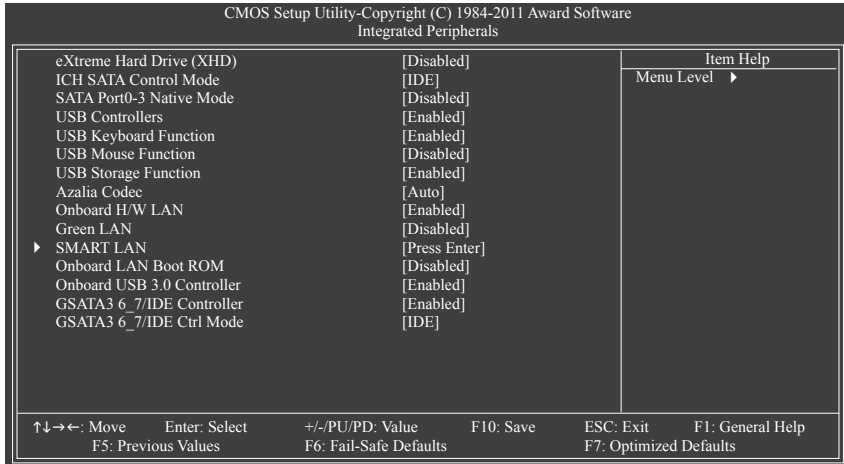 CMOS Setup Utility-Copyright (C) 1984-2011 Award Software
Integrated Peripherals
eXtreme Hard Drive (XHD) [Disabled]
ICH SATA Control Mode [IDE]
SATA Port0-3 Native Mode [Disabled]
USB Controllers [Enabled]
USB Keyboard Function [Enabled]
USB Mouse Function [Disabled]
USB Storage Function [Enabled]
Azalia Codec [Auto]
Onboard H/W LAN [Enabled]
Green LAN [Disabled]
SMART LAN [Press Enter]
Onboard LAN Boot ROM [Disabled]
Onboard USB 3.0 Controller [Enabled]
GSATA3 6_7/IDE Controller [Enabled]
GSATA3 6_7/IDE Ctrl Mode [IDE]
Item Help
Menu Level
↑↓→←: Move Enter: Select +/-/PU/PD: Value F10: Save ESC: Exit F1: General Help
F5: Previous Values F6: Fail-Safe Defaults F7: Optimized Defaults